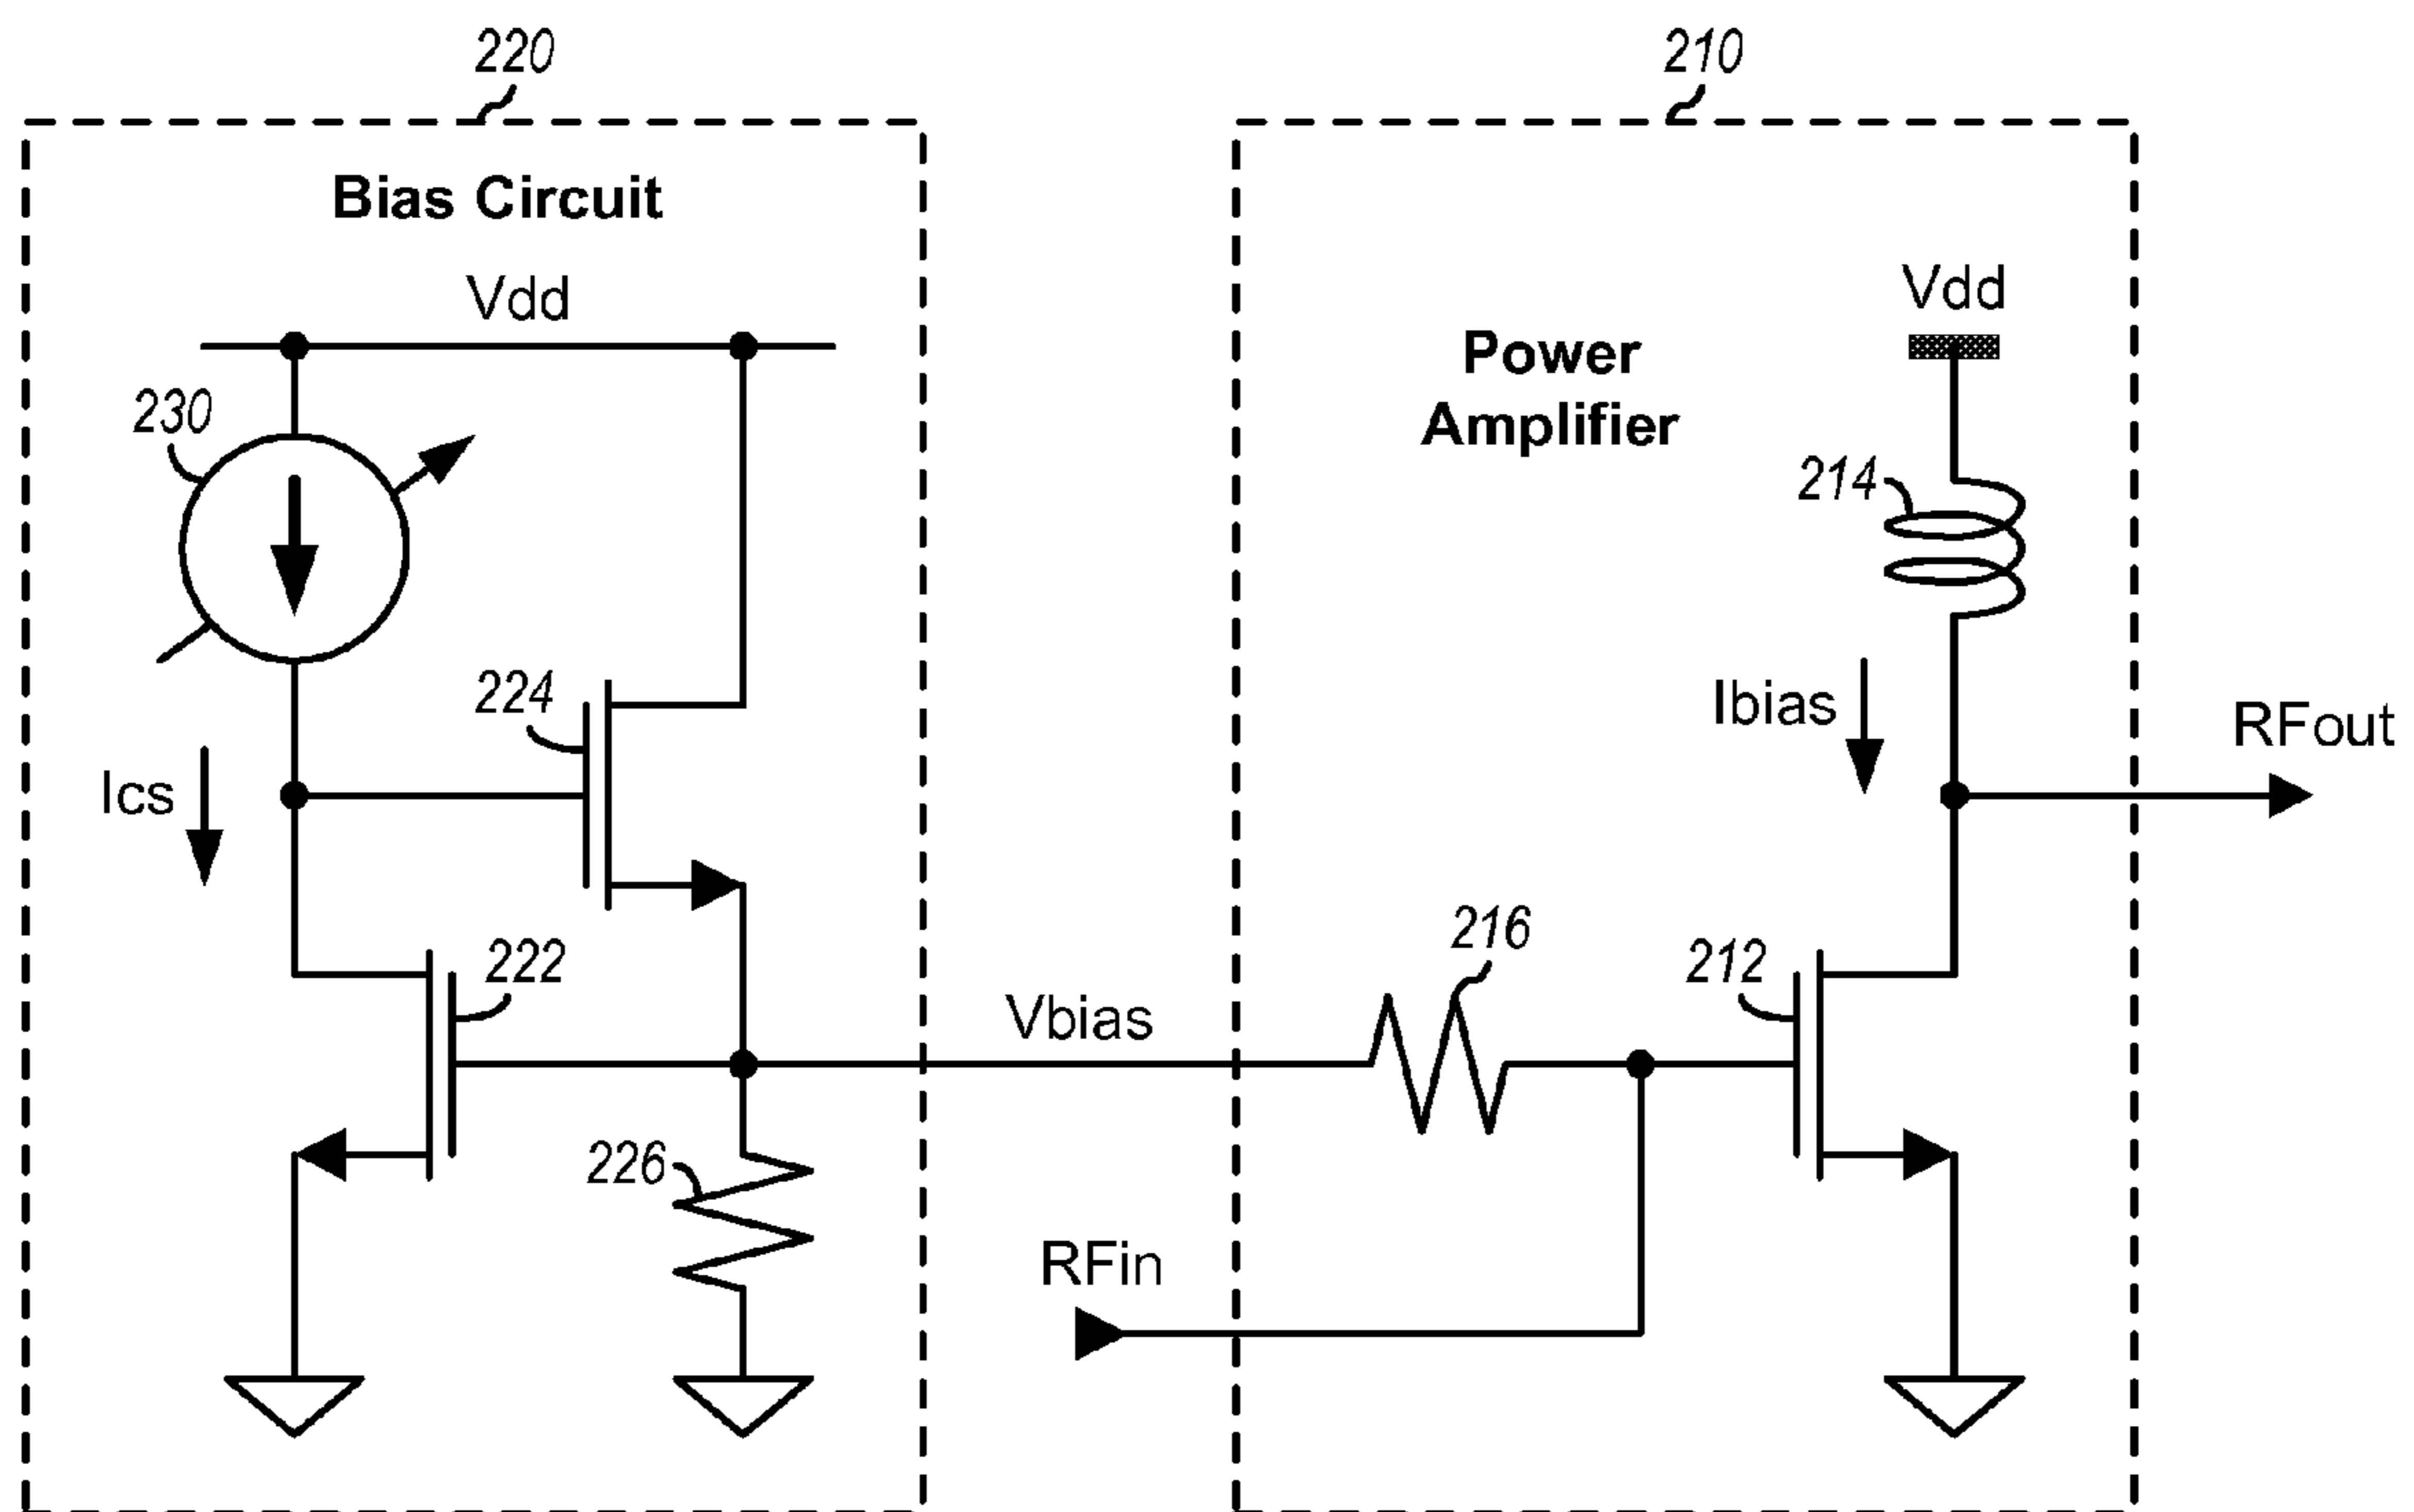 220
210
Bias Circuit
Vdd
Vdd
Power
Amplifier
230
214
224
Ibias
RFout
Ics
216
222
212
Vbias
226
RFin